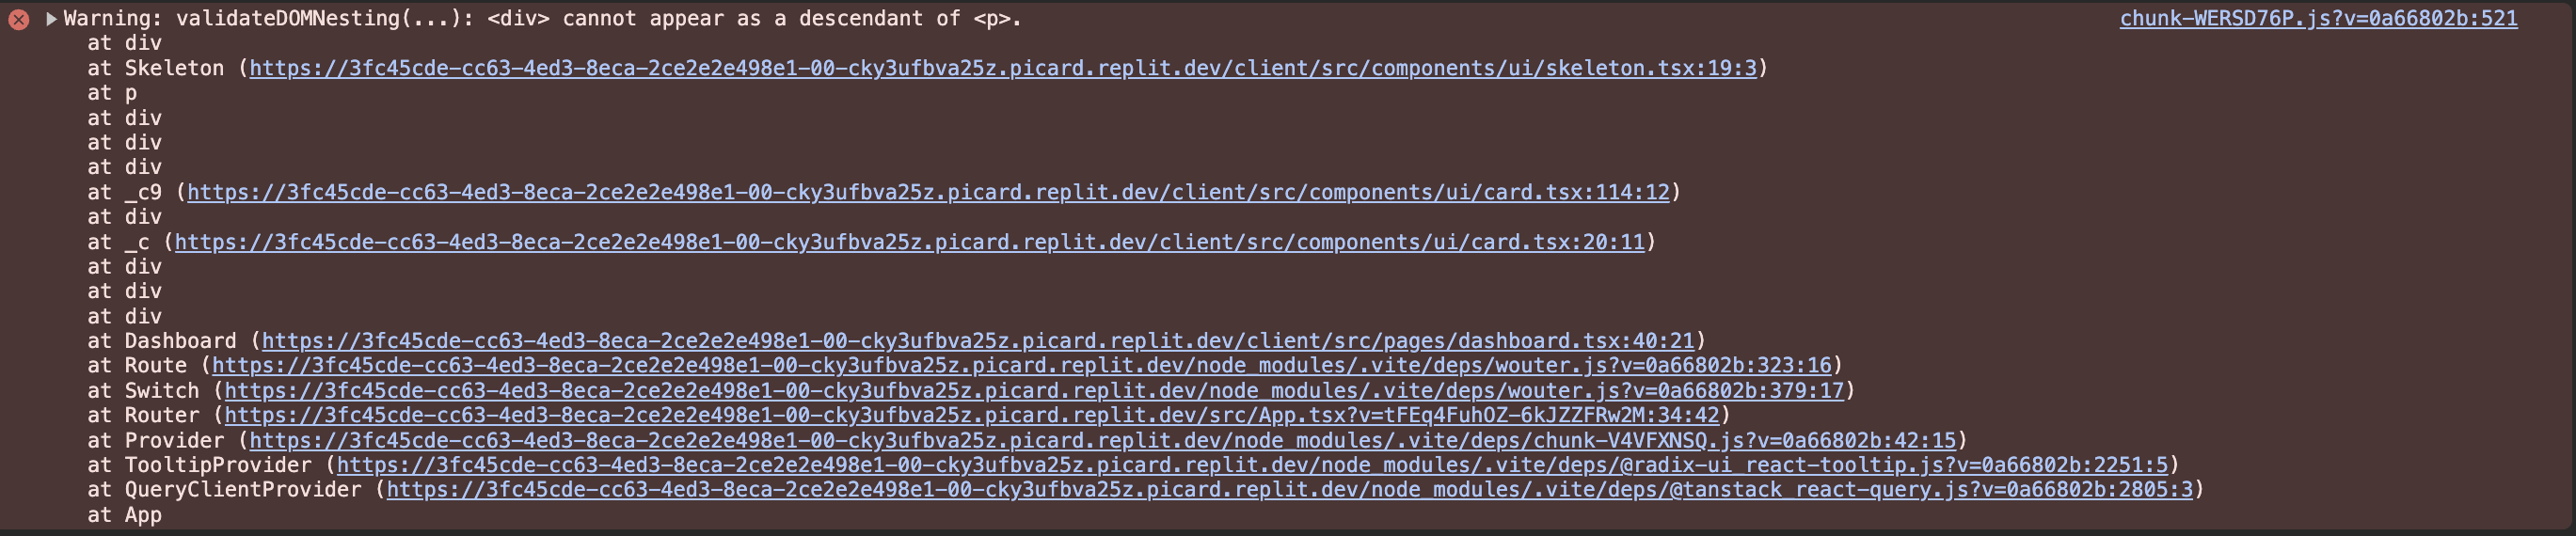 Warning: validateDOMNesting(...): <div> cannot appear as a descendant of <p>. chunk-WERSD76P.js?v=0a66802b:521
at div
at Skeleton (https://3fc45cde-cc63-4ed3-8eca-2ce2e2e498e1-00-cky3ufbva25z.picard.replit.dev/client/src/components/ui/skeleton.tsx:19:3)
at p
at div
at div
at div
at _c9 (https://3fc45cde-cc63-4ed3-8eca-2ce2e2e498e1-00-cky3ufbva25z.picard.replit.dev/client/src/components/ui/card.tsx:114:12)
at div
at _c (https://3fc45cde-cc63-4ed3-8eca-2ce2e2e498e1-00-cky3ufbva25z.picard.replit.dev/client/src/components/ui/card.tsx:20:11)
at div
at div
at div
at Dashboard (https://3fc45cde-cc63-4ed3-8eca-2ce2e2e498e1-00-cky3ufbva25z.picard.replit.dev/client/src/pages/dashboard.tsx:40:21)
at Route (https://3fc45cde-cc63-4ed3-8eca-2ce2e2e498e1-00-cky3ufbva25z.picard.replit.dev/node_modules/.vite/deps/wouter.js?v=0a66802b:323:16)
at Switch (https://3fc45cde-cc63-4ed3-8eca-2ce2e2e498e1-00-cky3ufbva25z.picard.replit.dev/node_modules/.vite/deps/wouter.js?v=0a66802b:379:17)
at Router (https://3fc45cde-cc63-4ed3-8eca-2ce2e2e498e1-00-cky3ufbva25z.picard.replit.dev/src/App.tsx?v=tFEq4FuhOZ-6kJZZFRw2M:34:42)
at Provider (https://3fc45cde-cc63-4ed3-8eca-2ce2e2e498e1-00-cky3ufbva25z.picard.replit.dev/node_modules/.vite/deps/chunk-V4VFXNSQ.js?v=0a66802b:42:15)
at TooltipProvider (https://3fc45cde-cc63-4ed3-8eca-2ce2e2e498e1-00-cky3ufbva25z.picard.replit.dev/node_modules/.vite/deps/@radix-ui_react-tooltip.js?v=0a66802b:2251:5)
at QueryClientProvider (https://3fc45cde-cc63-4ed3-8eca-2ce2e2e498e1-00-cky3ufbva25z.picard.replit.dev/node_modules/.vite/deps/@tanstack_react-query.js?v=0a66802b:2805:3)
at App